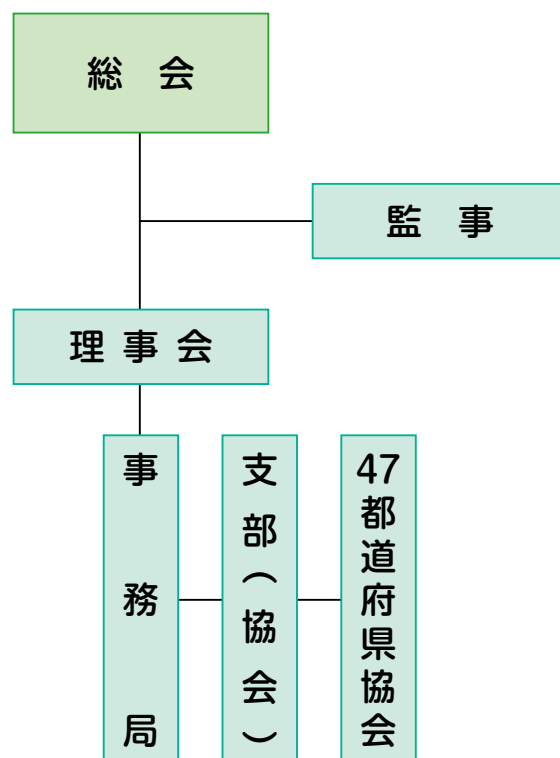 総 会
監 事
理 事 会
事 務 局
支 部 ( 協 会 )
47都道府県協会